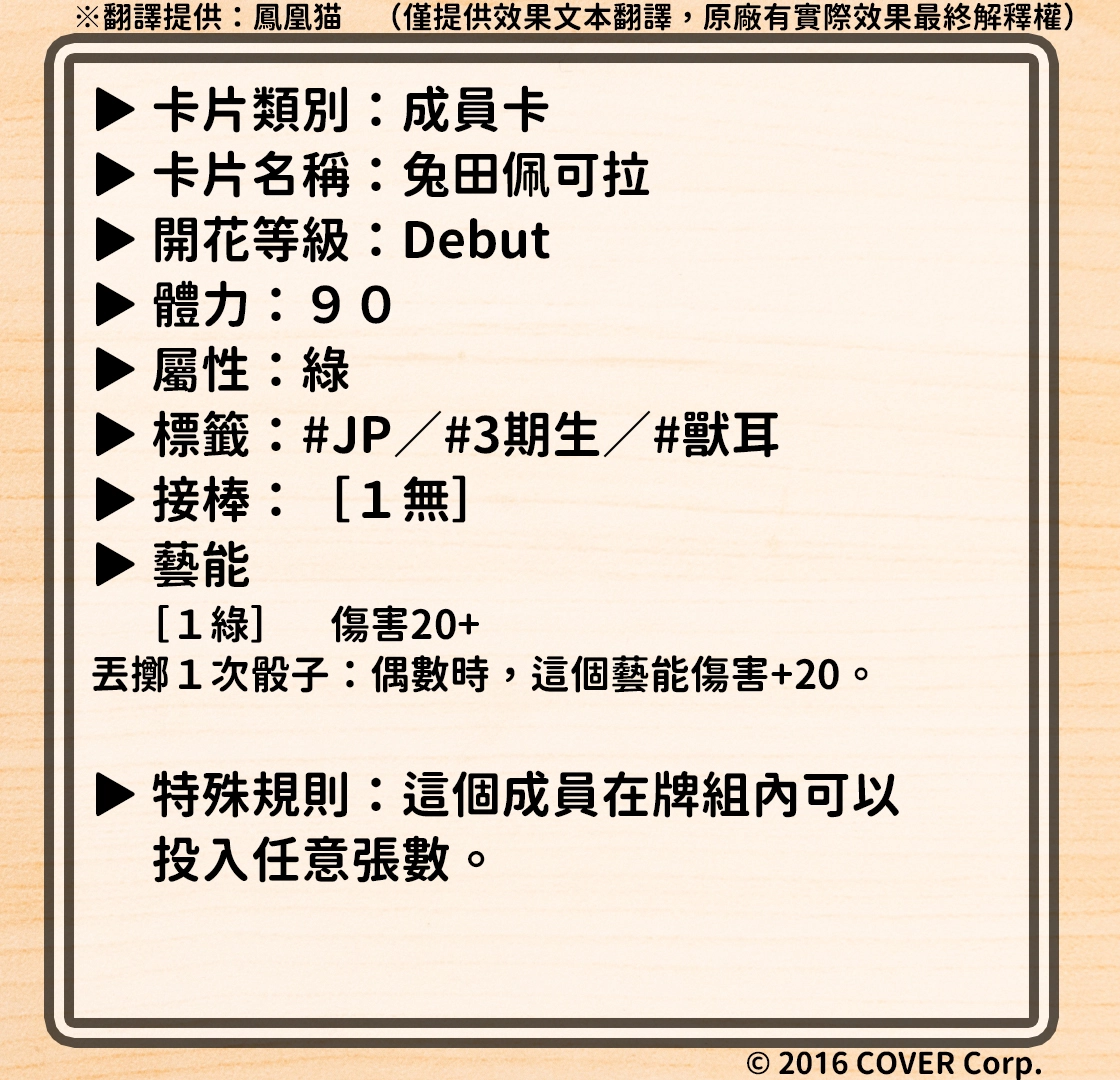 ※翻譯提供：鳳凰猫　（僅提供效果文本翻譯，原廠有實際效果最終解釋權）
▶ 卡片類別：成員卡
▶ 卡片名稱：兔田佩可拉
▶ 開花等級：Debut
▶ 體力：９０
▶ 屬性：綠
▶ 標籤：#JP／#3期生／#獸耳
▶ 接棒：［１無］
▶ 藝能
［１綠］　傷害20+
丟擲１次骰子：偶數時，這個藝能傷害+20。
▶ 特殊規則：這個成員在牌組內可以
投入任意張數。
© 2016 COVER Corp.